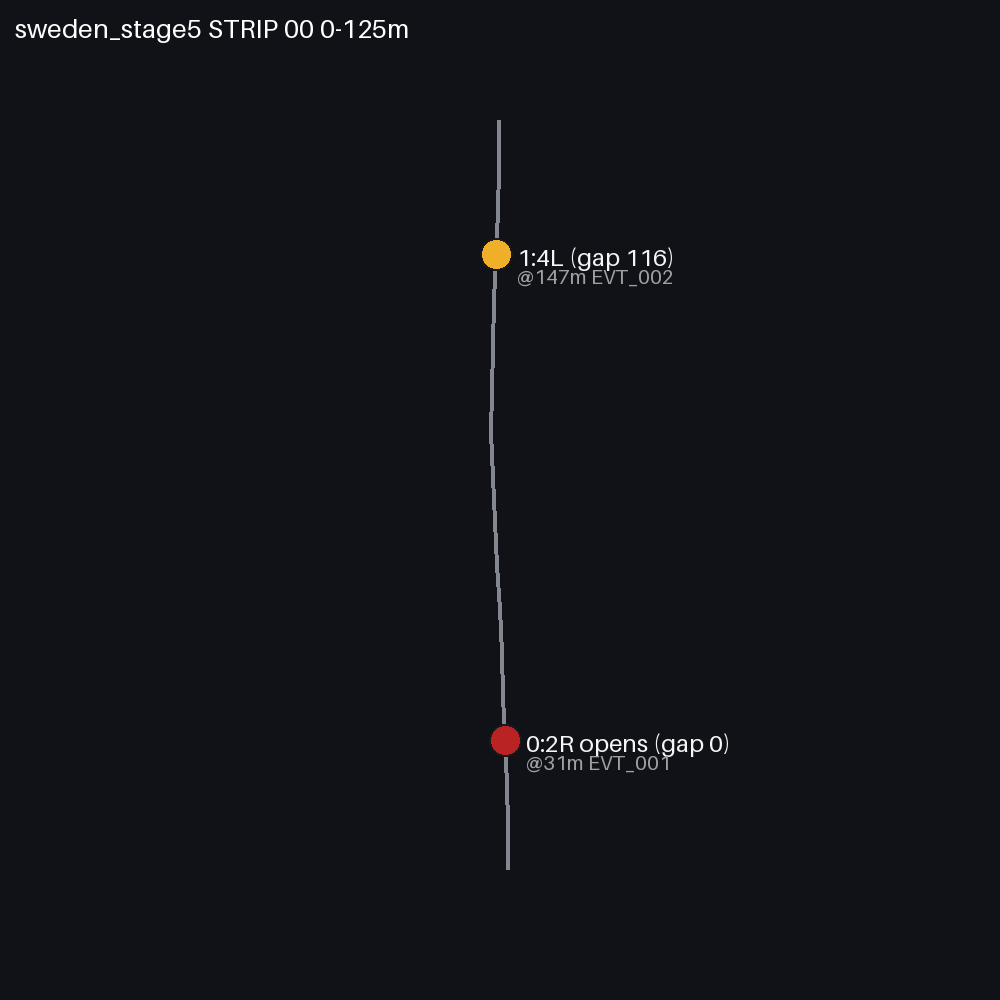 sweden_stage5 STRIP 00 0-125m
1:4L (gap 116)
@147m EVT_002
0:2R opens (gap 0)
@31m EVT_001